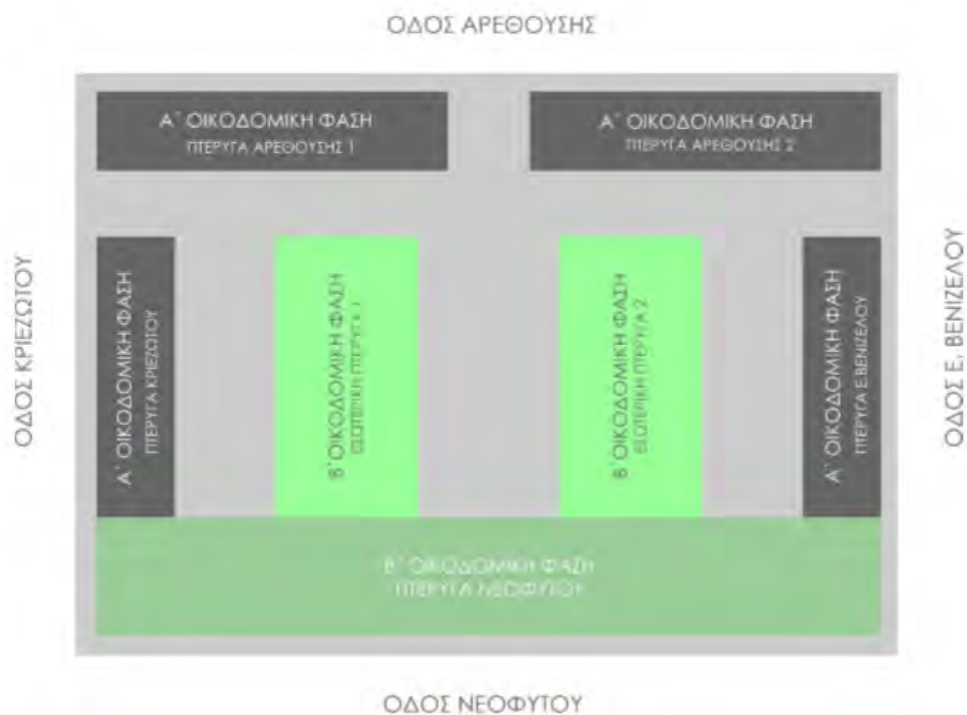 ΟΔΟΣ ΑΡΕΘΟΥΣΗΣ
Α΄ ΟΙΚΟΔΟΜΙΚΗ ΦΑΣΗ
ΠΤΕΡΥΓΑ ΑΡΕΘΟΥΣΗΣ 1
Α΄ ΟΙΚΟΔΟΜΙΚΗ ΦΑΣΗ
ΠΤΕΡΥΓΑ ΑΡΕΘΟΥΣΗΣ 2
ΟΔΟΣ ΚΡΙΕΖΩΤΟΥ
Α΄ ΟΙΚΟΔΟΜΙΚΗ ΦΑΣΗ
ΠΤΕΡΥΓΑ ΚΡΙΕΖΩΤΟΥ
Β΄ ΟΙΚΟΔΟΜΙΚΗ ΦΑΣΗ
ΕΣΩΤΕΡΙΚΗ ΠΤΕΡΥΓΑ 1
Β΄ ΟΙΚΟΔΟΜΙΚΗ ΦΑΣΗ
ΕΣΩΤΕΡΙΚΗ ΠΤΕΡΥΓΑ 2
Α΄ ΟΙΚΟΔΟΜΙΚΗ ΦΑΣΗ
ΠΤΕΡΥΓΑ Ε.ΒΕΝΙΖΕΛΟΥ
ΟΔΟΣ Ε. ΒΕΝΙΖΕΛΟΥ
Β΄ ΟΙΚΟΔΟΜΙΚΗ ΦΑΣΗ
ΠΤΕΡΥΓΑ ΝΕΟΦΥΤΟΥ
ΟΔΟΣ ΝΕΟΦΥΤΟΥ